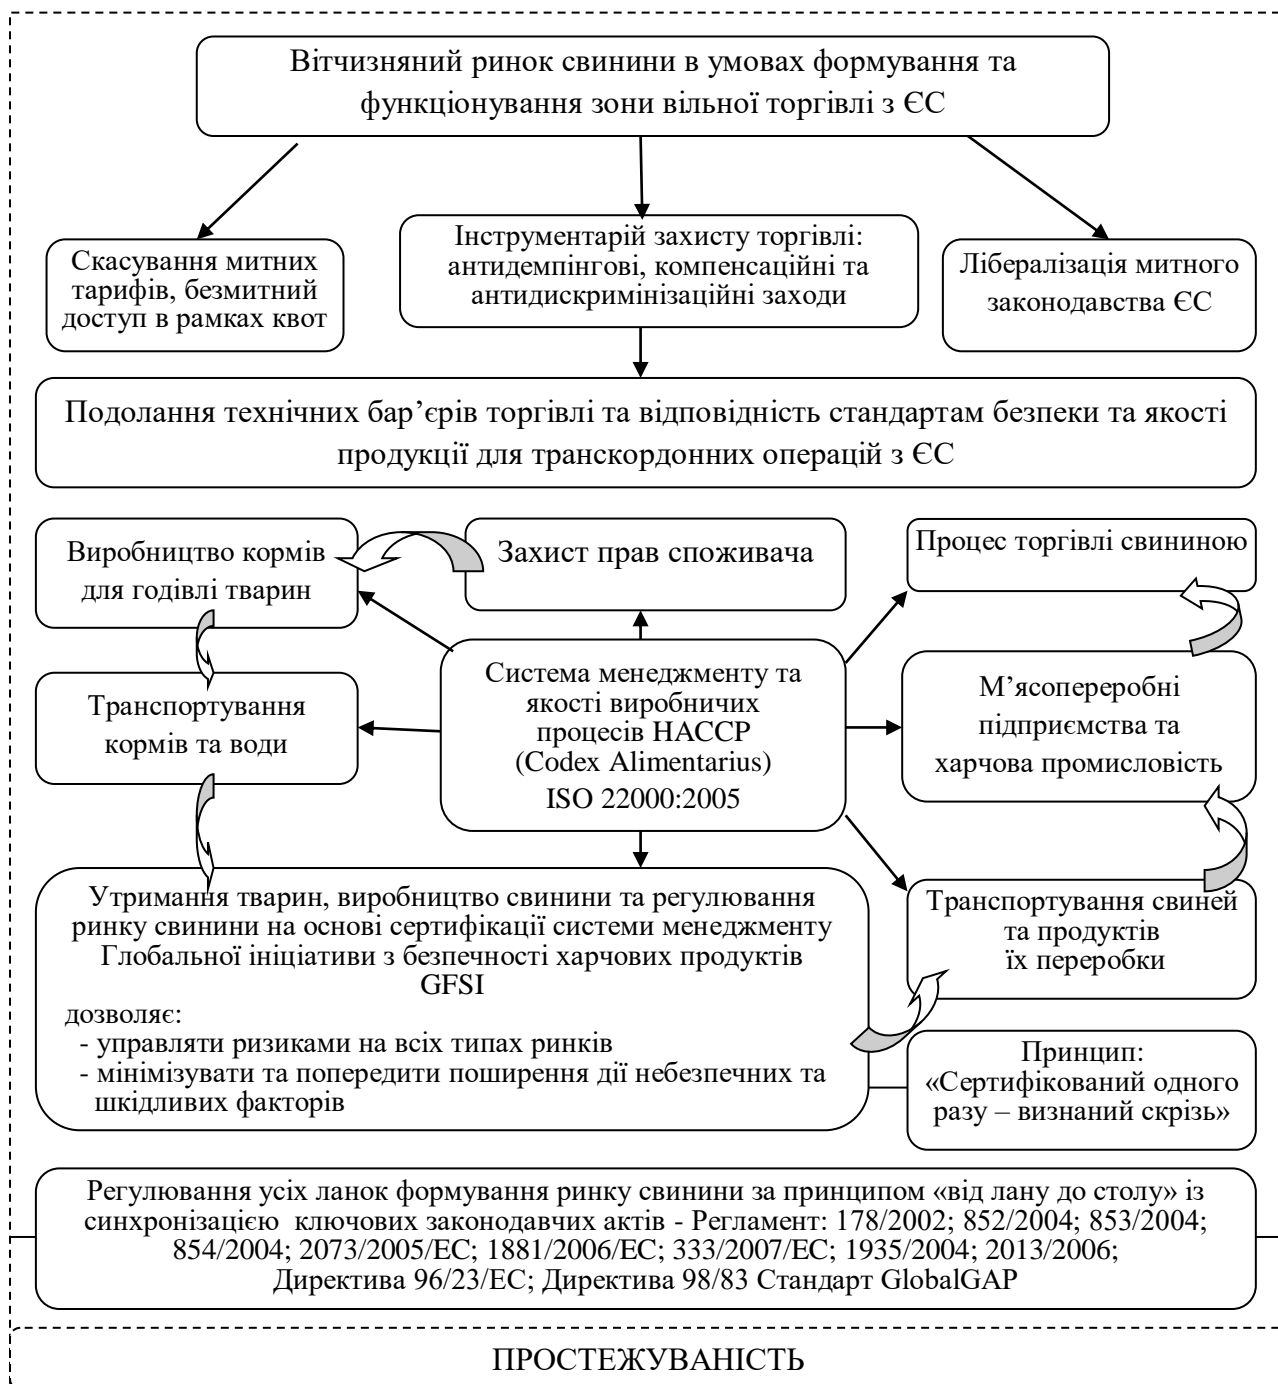 Вітчизняний ринок свинини в умовах формування та
функціонування зони вільної торгівлі з ЄС
Скасування митних
тарифів, безмитний
доступ в рамках квот
Інструментарій захисту торгівлі:
антидемпінгові, компенсаційні та
антидискримінізаційні заходи
Лібералізація митного
законодавства ЄС
Подолання технічних бар’єрів торгівлі та відповідність стандартам безпеки та якості
продукції для транскордонних операцій з ЄС
Виробництво кормів
для годівлі тварин
Захист прав споживача
Процес торгівлі свининою
Транспортування
кормів та води
Система менеджменту та
якості виробничих
процесів НАССР
(Codex Alimentarius)
ISO 22000:2005
М’ясопереробні
підприємства та
харчова промисловість
Утримання тварин, виробництво свинини та регулювання
ринку свинини на основі сертифікації системи менеджменту
Глобальної ініціативи з безпечності харчових продуктів
GFSI
дозволяє:
- управляти ризиками на всіх типах ринків
- мінімізувати та попередити поширення дії небезпечних та
шкідливих факторів
Транспортування свиней
та продуктів
їх переробки
Принцип:
«Сертифікований одного
разу – визнаний скрізь»
Регулювання усіх ланок формування ринку свинини за принципом «від лану до столу» із
синхронізацією ключових законодавчих актів - Регламент: 178/2002; 852/2004; 853/2004;
854/2004; 2073/2005/ЕС; 1881/2006/ЕС; 333/2007/ЕС; 1935/2004; 2013/2006;
Директива 96/23/ЕС; Директива 98/83 Стандарт GlobalGAP
ПРОСТЕЖУВАНІСТЬ